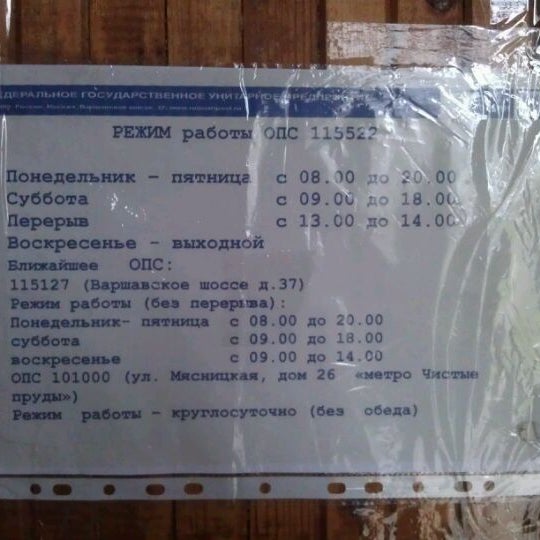 ФЕДЕРАЛЬНОЕ ГОСУДАРСТВЕННОЕ УНИТАРНОЕ ПРЕДПРИЯТИЕ
РЕЖИМ работы ОПС 115522
Понедельник – пятница с 08.00 до 20.00
Суббота с 09.00 до 18.00
Перерыв с 13.00 до 14.00
Воскресенье – выходной
Ближайшее ОПС:
115127 (Варшавское шоссе д.37)
Режим работы (без перерыва):
Понедельник- пятница с 08.00 до 20.00
суббота с 09.00 до 18.00
воскресенье с 09.00 до 14.00
ОПС 101000 (ул. Мясницкая, дом 26 «метро Чистые
пруды»)
Режим работы – круглосуточно (без обеда)